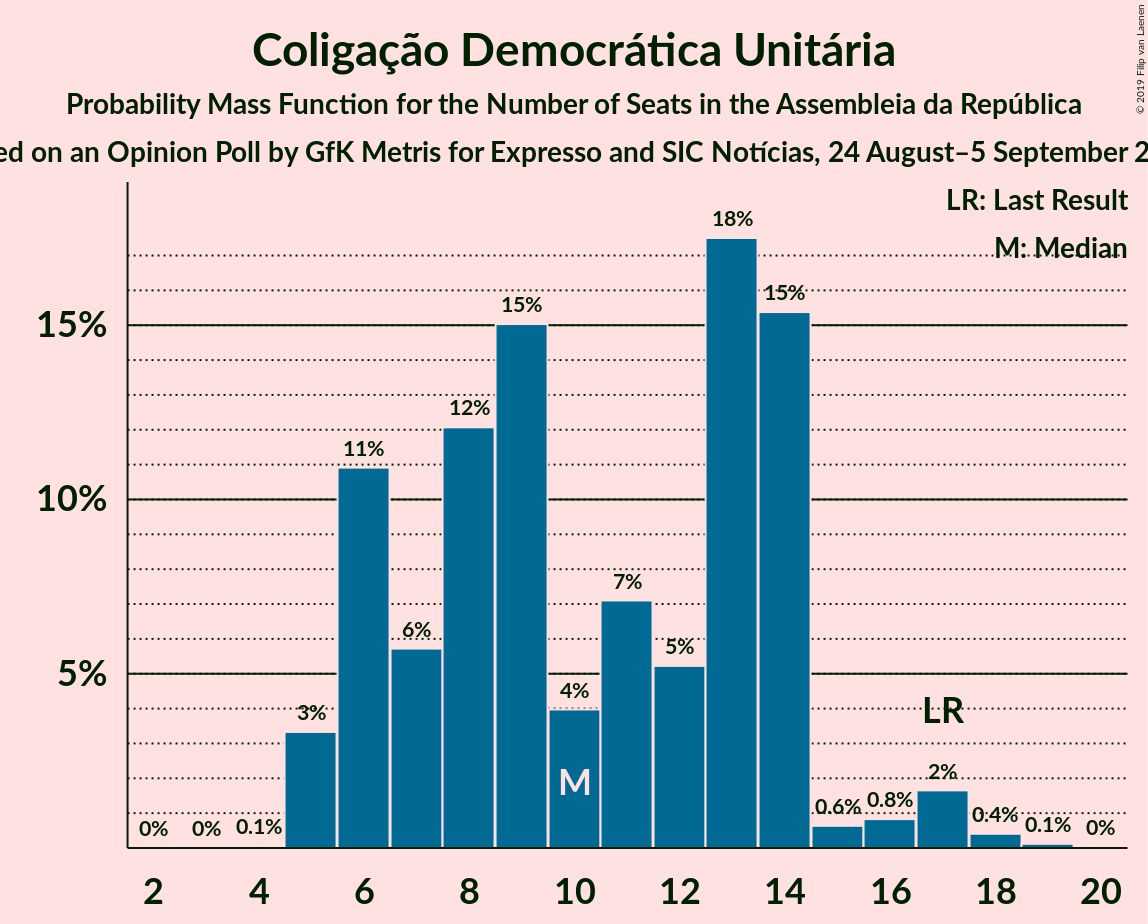 Coligação Democrática Unitária
Probability Mass Function for the Number of Seats in the Assembleia da República
ed on an Opinion Poll by GfK Metris for Expresso and SIC Notícias, 24 August–5 September 2
© 2019 Filip van Laenen
LR: Last Result
M: Median
18%
15%
15%
15%
12%
11%
10%
7%
6%
5%
5%
4%
3%
LR
M
2%
0% 0% 0.1% 0.6% 0.8% 0.4% 0.1% 0%
2 4 6 8 10 12 14 16 18 20